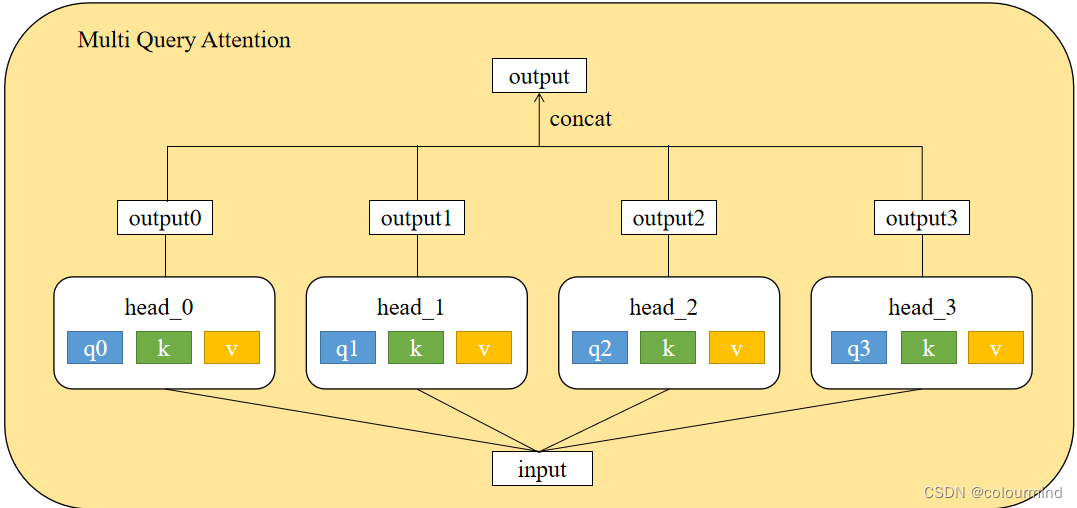 Multi Query Attention
output
concat
output0 output1 output2 output3
head_0 head_1 head_2 head_3
q0 k v q1 k v q2 k v q3 k v
input
CSDN @colourmind